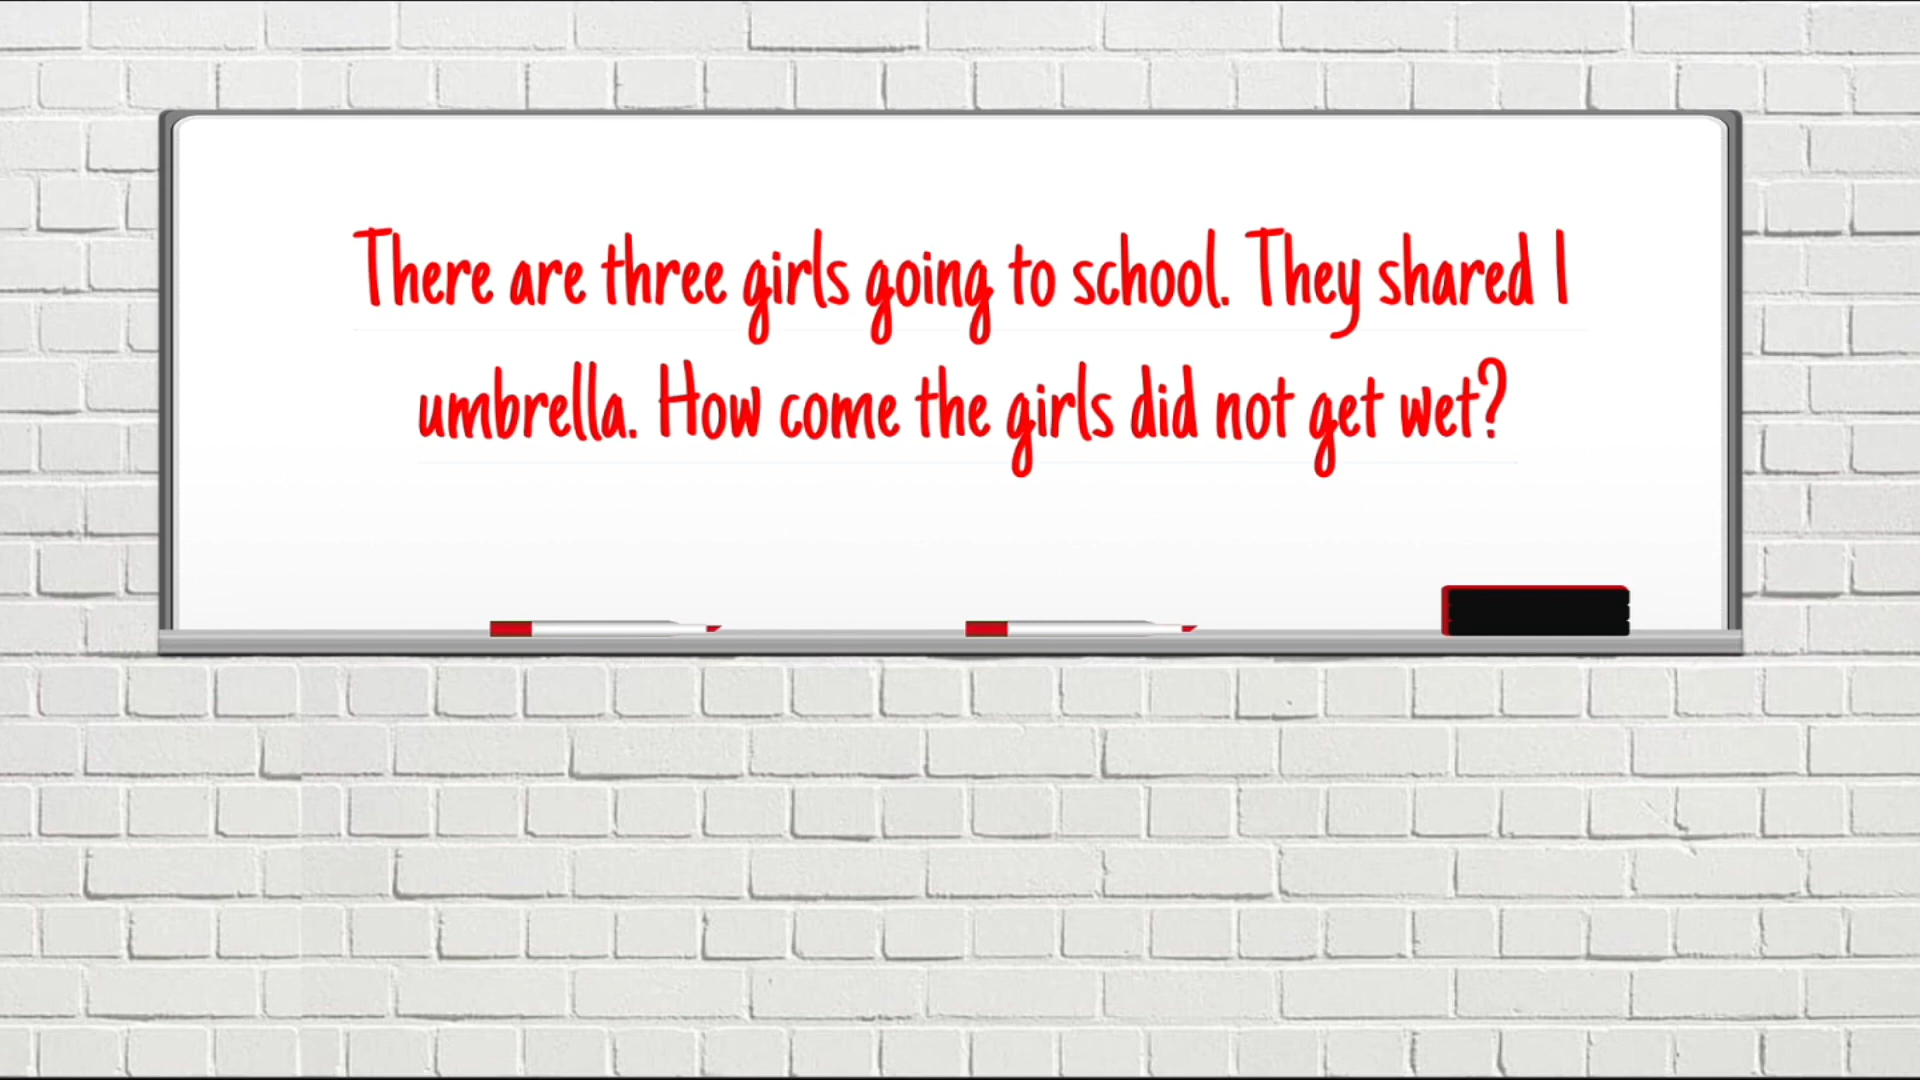 There are three girls going to school. They shared 1
umbrella. How come the girls did not get wet?